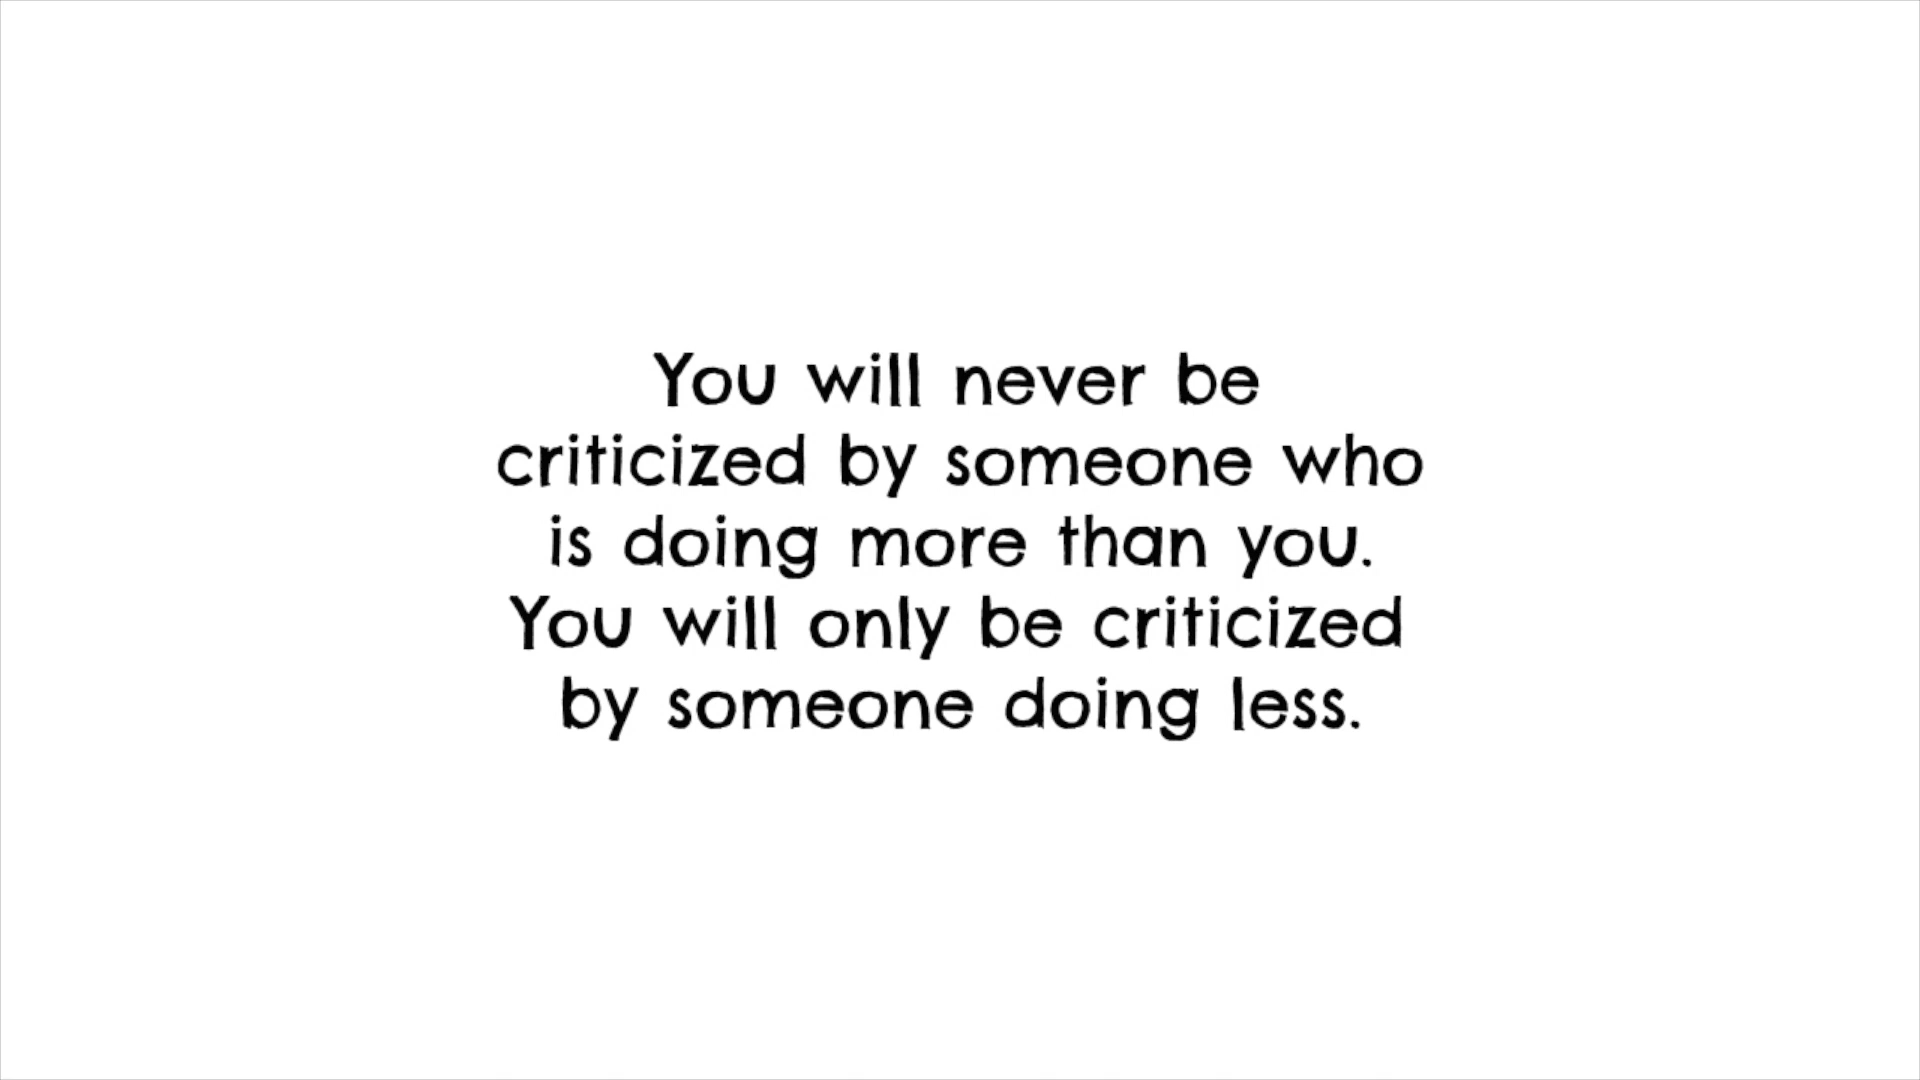 You will never be
criticized by someone who
is doing more than you.
You will only be criticized
by someone doing less.